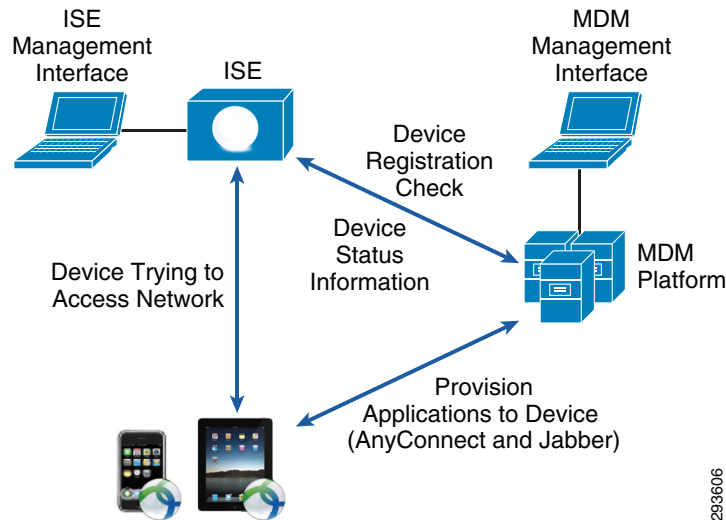 ISE
Management
Interface
ISE
MDM
Management
Interface
Device
Registration
Check
Device
Status
Information
Device Trying to
Access Network
MDM
Platform
Provision
Applications to Device
(AnyConnect and Jabber)
293606